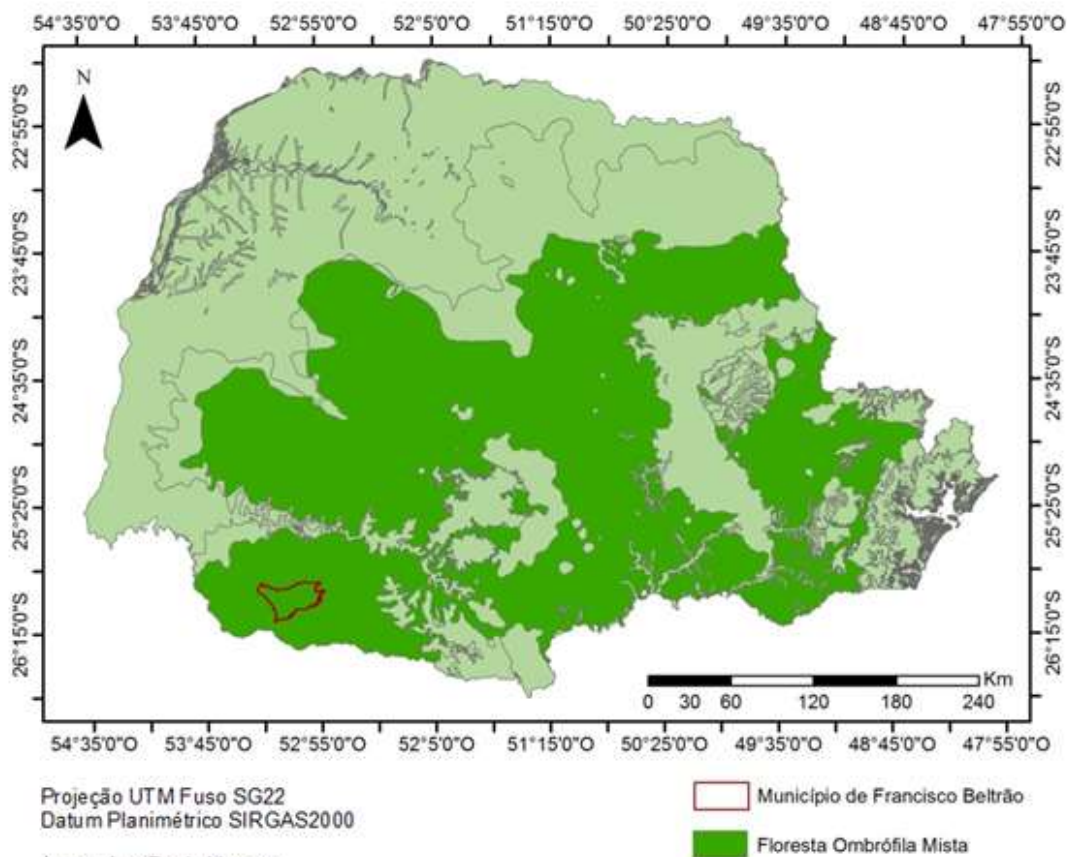 54°35'0"O 53°45'0"O 52°55'0"O 52°5'0"O 51°15'0"O 50°25'0"O 49°35'0"O 48°45'0"O 47°55'0"O
N
22°55'0"S 22°55'0"S
23°45'0"S 23°45'0"S
24°35'0"S 24°35'0"S
25°25'0"S 25°25'0"S
26°15'0"S 26°15'0"S
Km
0 30 60 120 180 240
54°35'0"O 53°45'0"O 52°55'0"O 52°5'0"O 51°15'0"O 50°25'0"O 49°35'0"O 48°45'0"O 47°55'0"O
Projeção UTM Fuso SG22
Datum Planimétrico SIRGAS2000
Município de Francisco Beltrão
Floresta Ombrófila Mista